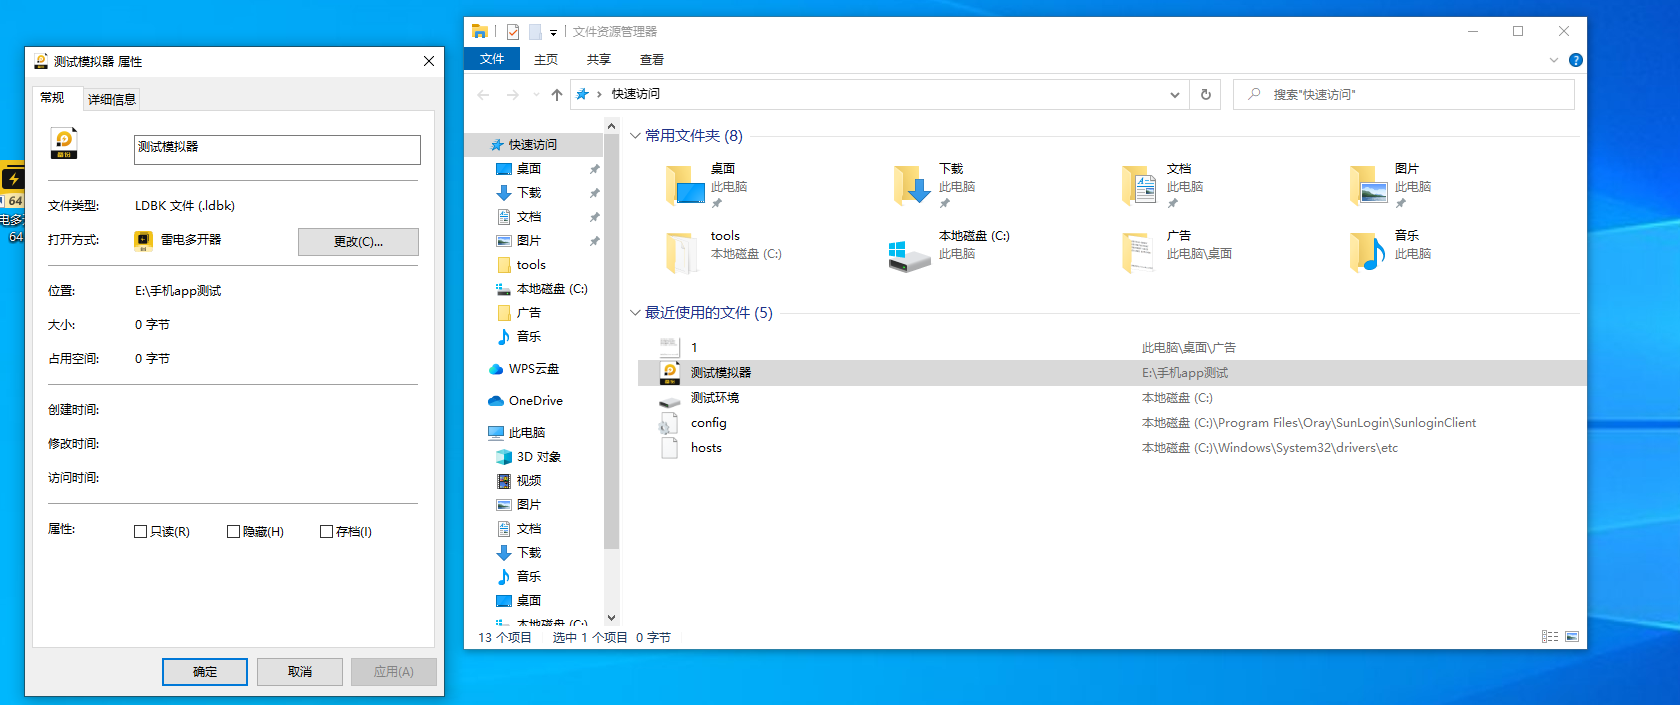 电多开
64
测试模拟器 属性
常规
详细信息
备份
测试模拟器
文件类型:
LDBK 文件 (.ldbk)
打开方式:
雷电多开器
更改(C)...
位置:
E:\手机app测试
大小:
0 字节
占用空间:
0 字节
创建时间:
修改时间:
访问时间:
属性:
只读(R)
隐藏(H)
存档(I)
确定
取消
应用(A)
文件资源管理器
文件
主页
共享
查看
快速访问
搜索"快速访问"
快速访问
桌面
下载
文档
图片
tools
本地磁盘 (C:)
广告
音乐
WPS云盘
OneDrive
此电脑
3D 对象
视频
图片
文档
下载
音乐
桌面
本地磁盘 (C:)
常用文件夹 (8)
桌面
此电脑
下载
此电脑
文档
此电脑
图片
此电脑
tools
本地磁盘 (C:)
本地磁盘 (C:)
此电脑
广告
此电脑\桌面
音乐
此电脑
最近使用的文件 (5)
1 此电脑\桌面\广告
测试模拟器 E:\手机app测试
测试环境 本地磁盘 (C:)
config 本地磁盘 (C:)\Program Files\Oray\SunLogin\SunloginClient
hosts 本地磁盘 (C:)\Windows\System32\drivers\etc
13 个项目 选中 1 个项目 0 字节